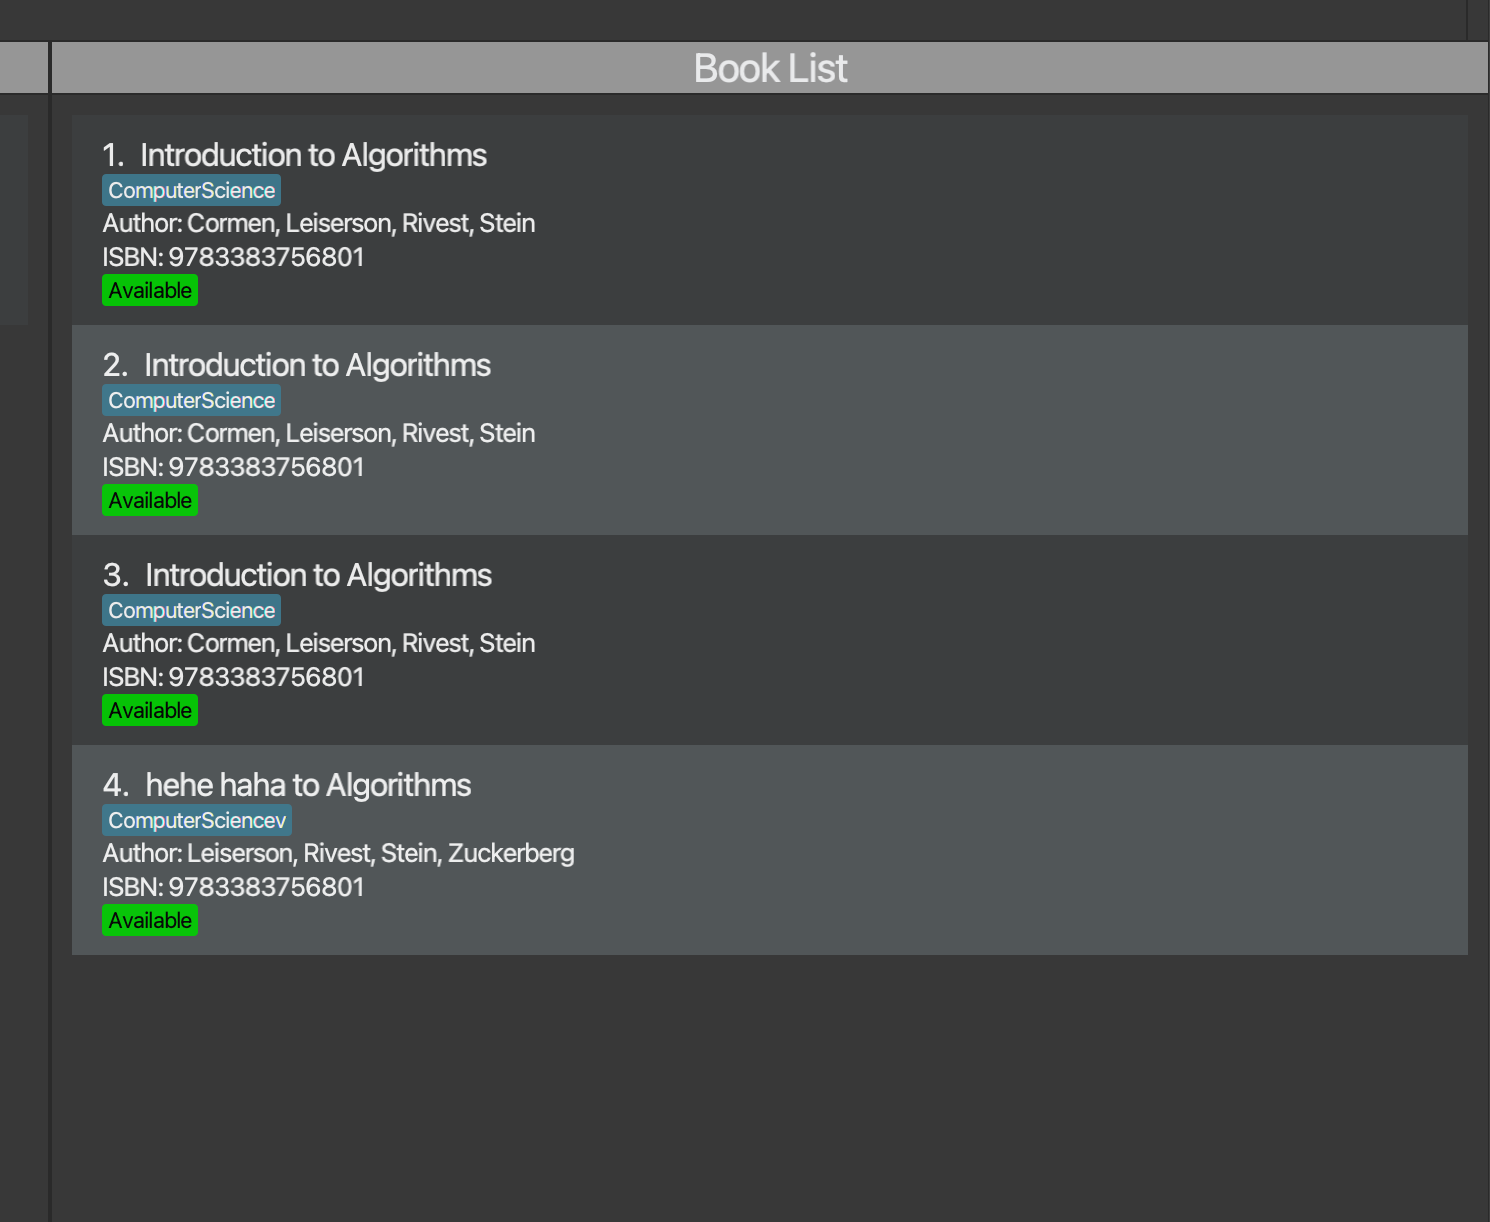 Book List
1. Introduction to Algorithms
ComputerScience
Author: Cormen, Leiserson, Rivest, Stein
ISBN: 9783383756801
Available
2. Introduction to Algorithms
ComputerScience
Author: Cormen, Leiserson, Rivest, Stein
ISBN: 9783383756801
Available
3. Introduction to Algorithms
ComputerScience
Author: Cormen, Leiserson, Rivest, Stein
ISBN: 9783383756801
Available
4. hehe haha to Algorithms
ComputerSciencev
Author: Leiserson, Rivest, Stein, Zuckerberg
ISBN: 9783383756801
Available